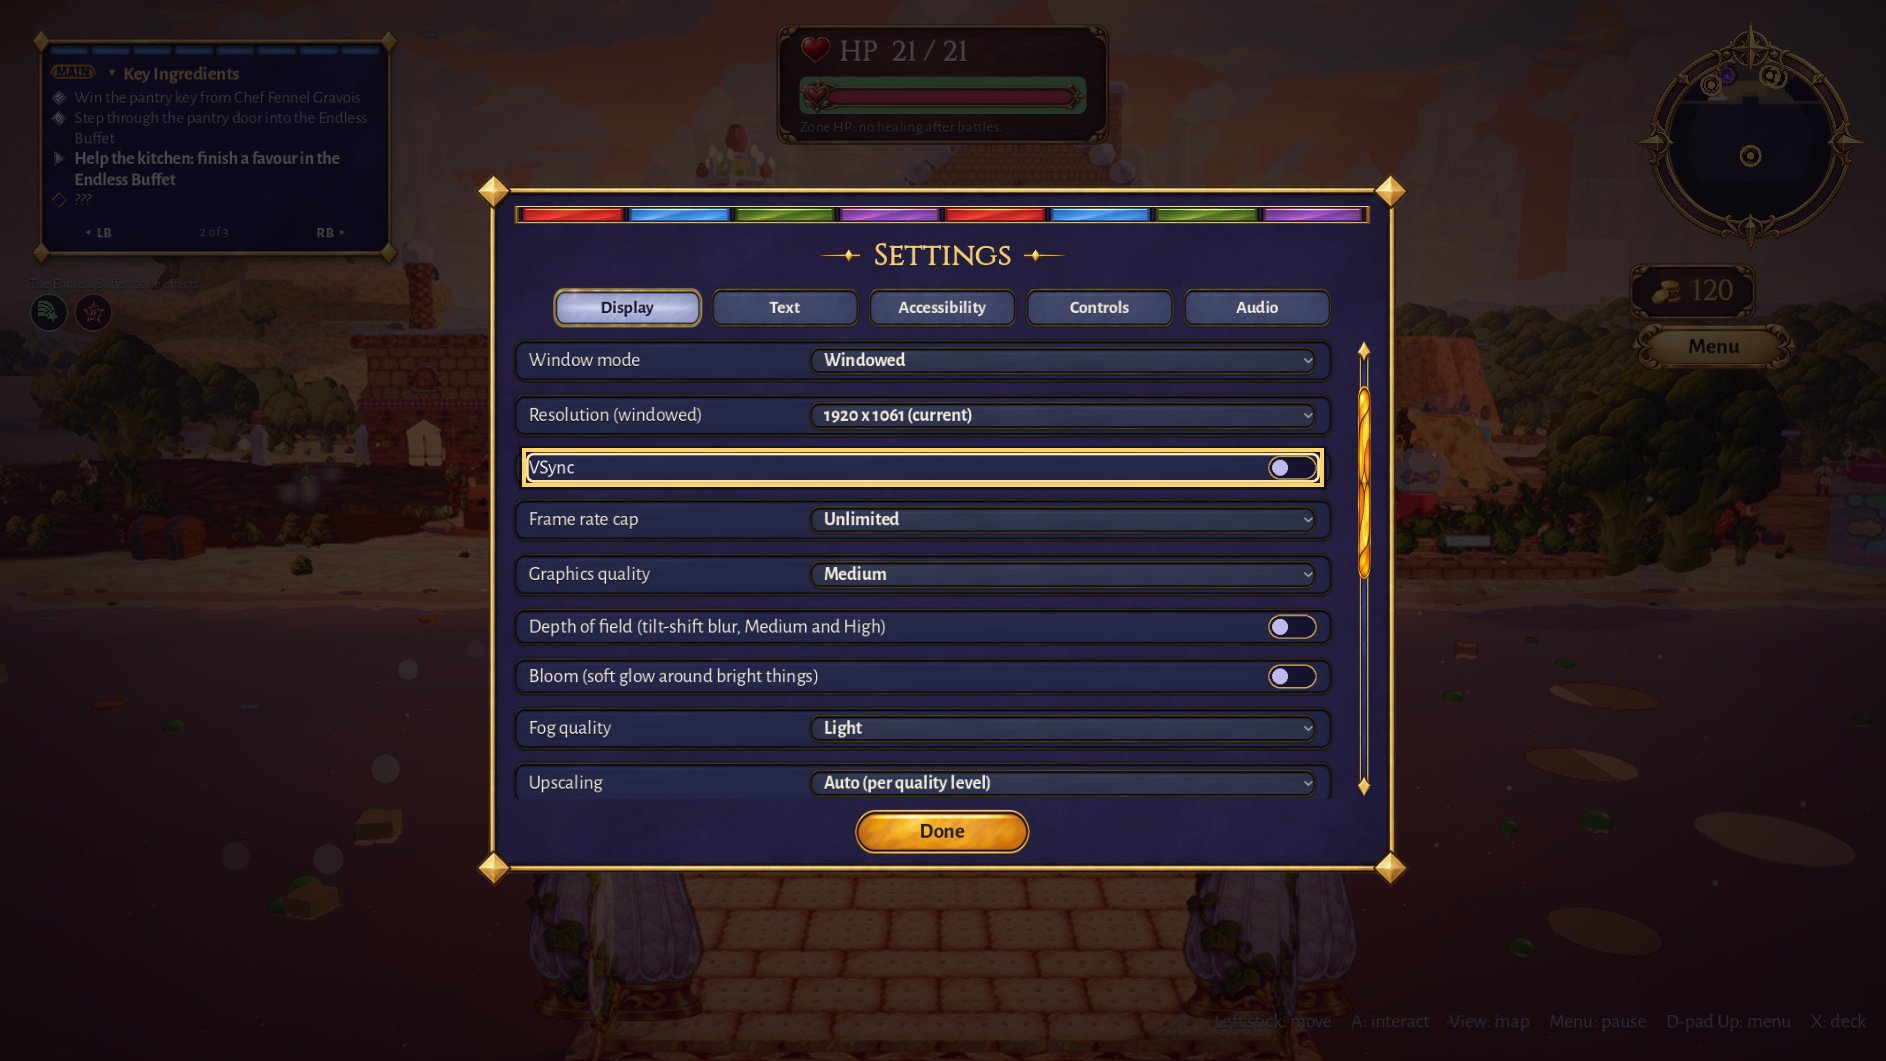 MAIN ▾ Key Ingredients
Win the pantry key from Chef Fennel Gravois
Step through the pantry door into the Endless
Buffet
Help the kitchen: finish a favour in the
Endless Buffet
???
LB 2 of 3 RB
The Endless Buffet: zone effects
HP 21 / 21
Zone HP: no healing after battles.
120
Menu
SETTINGS
Display Text Accessibility Controls Audio
Window mode Windowed
Resolution (windowed) 1920 x 1061 (current)
VSync
Frame rate cap Unlimited
Graphics quality Medium
Depth of field (tilt-shift blur, Medium and High)
Bloom (soft glow around bright things)
Fog quality Light
Upscaling Auto (per quality level)
Done
Left stick: move A: interact View: map Menu: pause D-pad Up: menu X: deck